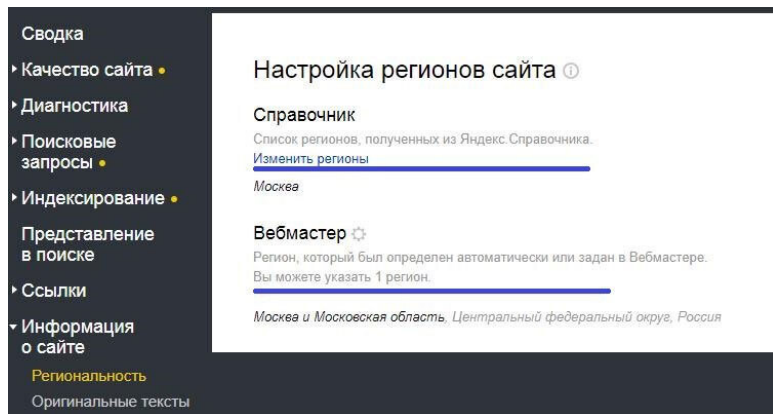 Сводка
Качество сайта
Диагностика
Поисковые
запросы
Индексирование
Представление
в поиске
Ссылки
Информация
о сайте
Региональность
Оригинальные тексты
Настройка регионов сайта
Справочник
Список регионов, полученных из Яндекс.Справочника.
Изменить регионы
Москва
Вебмастер
Регион, который был определен автоматически или задан в Вебмастере.
Вы можете указать 1 регион.
Москва и Московская область, Центральный федеральный округ, Россия